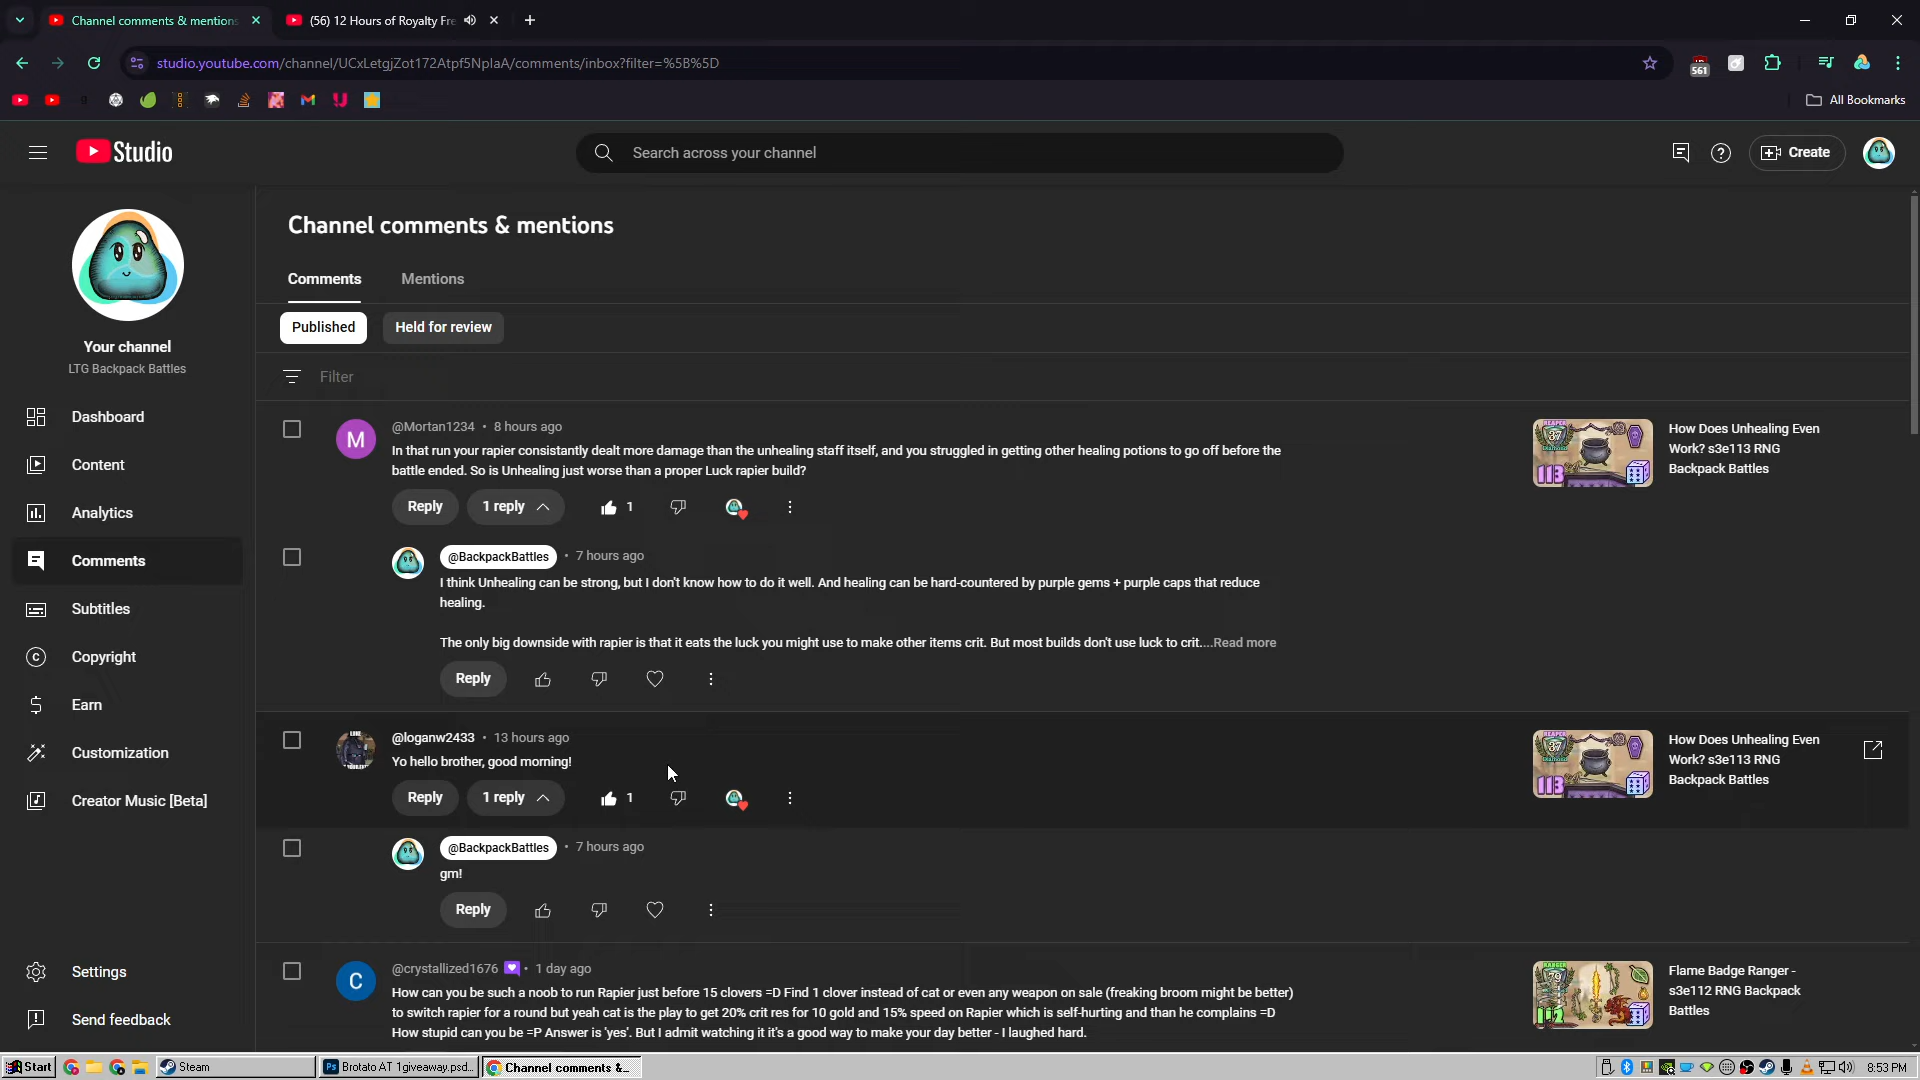 Channel comments & mentions
(56) 12 Hours of Royalty Fre
studio.youtube.com/channel/UCxLetgjZot172Atpf5NplaA/comments/inbox?filter=%5B%5D
561
All Bookmarks
Studio
Search across your channel
Create
Your channel
LTG Backpack Battles
Dashboard
Content
Analytics
Comments
Subtitles
Copyright
Earn
Customization
Creator Music [Beta]
Settings
Send feedback
Channel comments & mentions
Comments
Mentions
Published
Held for review
Filter
M
@Mortan1234 • 8 hours ago
In that run your rapier consistently dealt more damage than the unhealing staff itself, and you struggled in getting other healing potions to go off before the
battle ended. So is Unhealing just worse than a proper Luck rapier build?
Reply
1 reply
1
REAPER
37
Diamond
113
How Does Unhealing Even
Work? s3e113 RNG
Backpack Battles
@BackpackBattles • 7 hours ago
I think Unhealing can be strong, but I don't know how to do it well. And healing can be hard-countered by purple gems + purple caps that reduce
healing.
The only big downside with rapier is that it eats the luck you might use to make other items crit. But most builds don't use luck to crit....Read more
Reply
@loganw2433 • 13 hours ago
Yo hello brother, good morning!
Reply
1 reply
1
REAPER
37
Diamond
113
How Does Unhealing Even
Work? s3e113 RNG
Backpack Battles
@BackpackBattles • 7 hours ago
gm!
Reply
C
@crystallized1676 • 1 day ago
How can you be such a noob to run Rapier just before 15 clovers =D Find 1 clover instead of cat or even any weapon on sale (freaking broom might be better)
to switch rapier for a round but yeah cat is the play to get 20% crit res for 10 gold and 15% speed on Rapier which is self-hurting and than he complains =D
How stupid can you be =P Answer is 'yes'. But I admit watching it it's a good way to make your day better - I laughed hard.
RANGER
79
112
Flame Badge Ranger -
s3e112 RNG Backpack
Battles
Start
Steam
Ps
Brotato AT 1giveaway.psd...
Channel comments &...
8:53 PM